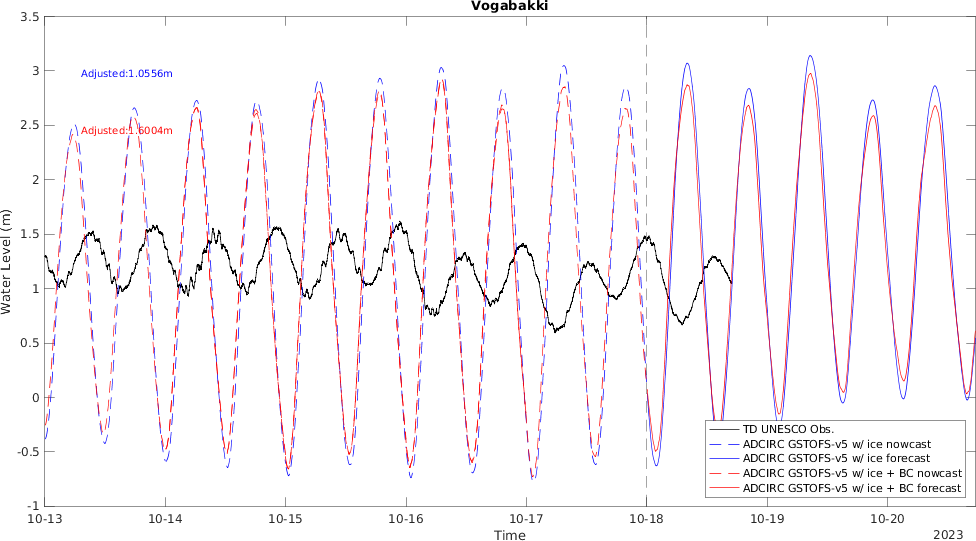 Vogabakki
3.5
3
2.5
2
1.5
1
0.5
0
-0.5
-1
Water Level (m)
Adjusted:1.0556m
Adjusted:1.6004m
TD UNESCO Obs.
ADCIRC GSTOFS-v5 w/ ice nowcast
ADCIRC GSTOFS-v5 w/ ice forecast
ADCIRC GSTOFS-v5 w/ ice + BC nowcast
ADCIRC GSTOFS-v5 w/ ice + BC forecast
10-13 10-14 10-15 10-16 10-17 10-18 10-19 10-20
Time
2023